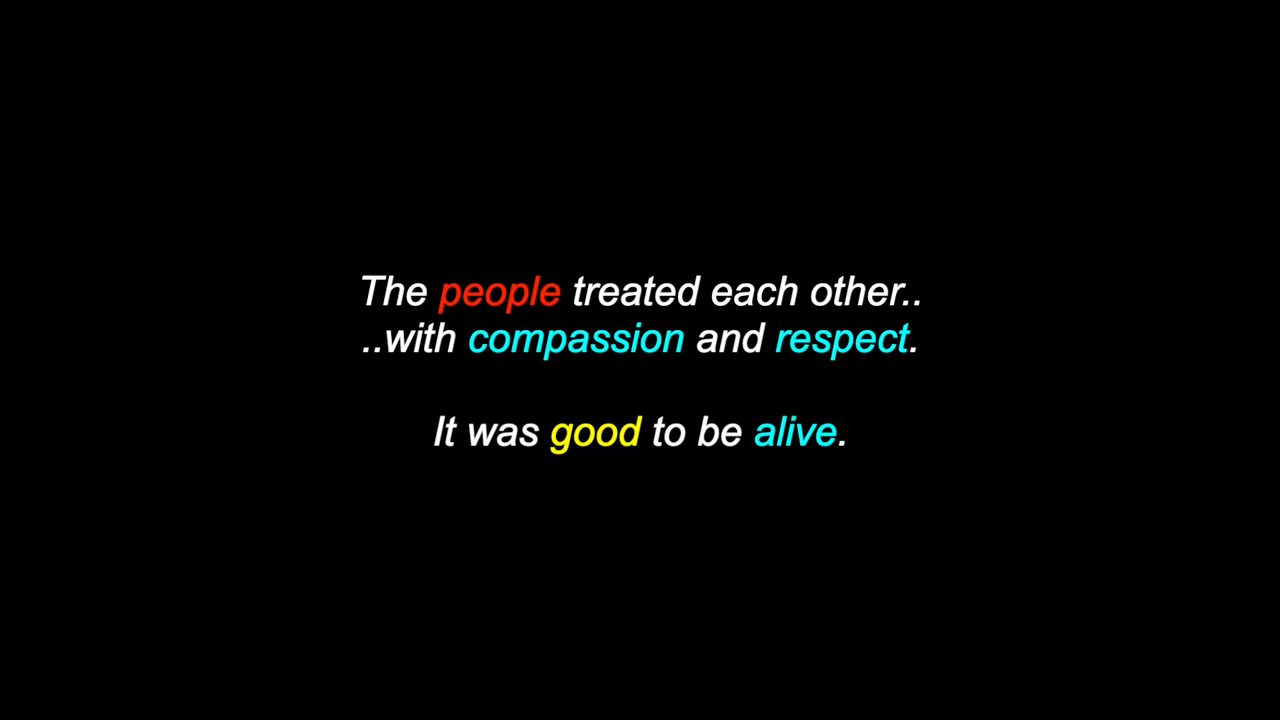 The people treated each other..
..with compassion and respect.
It was good to be alive.